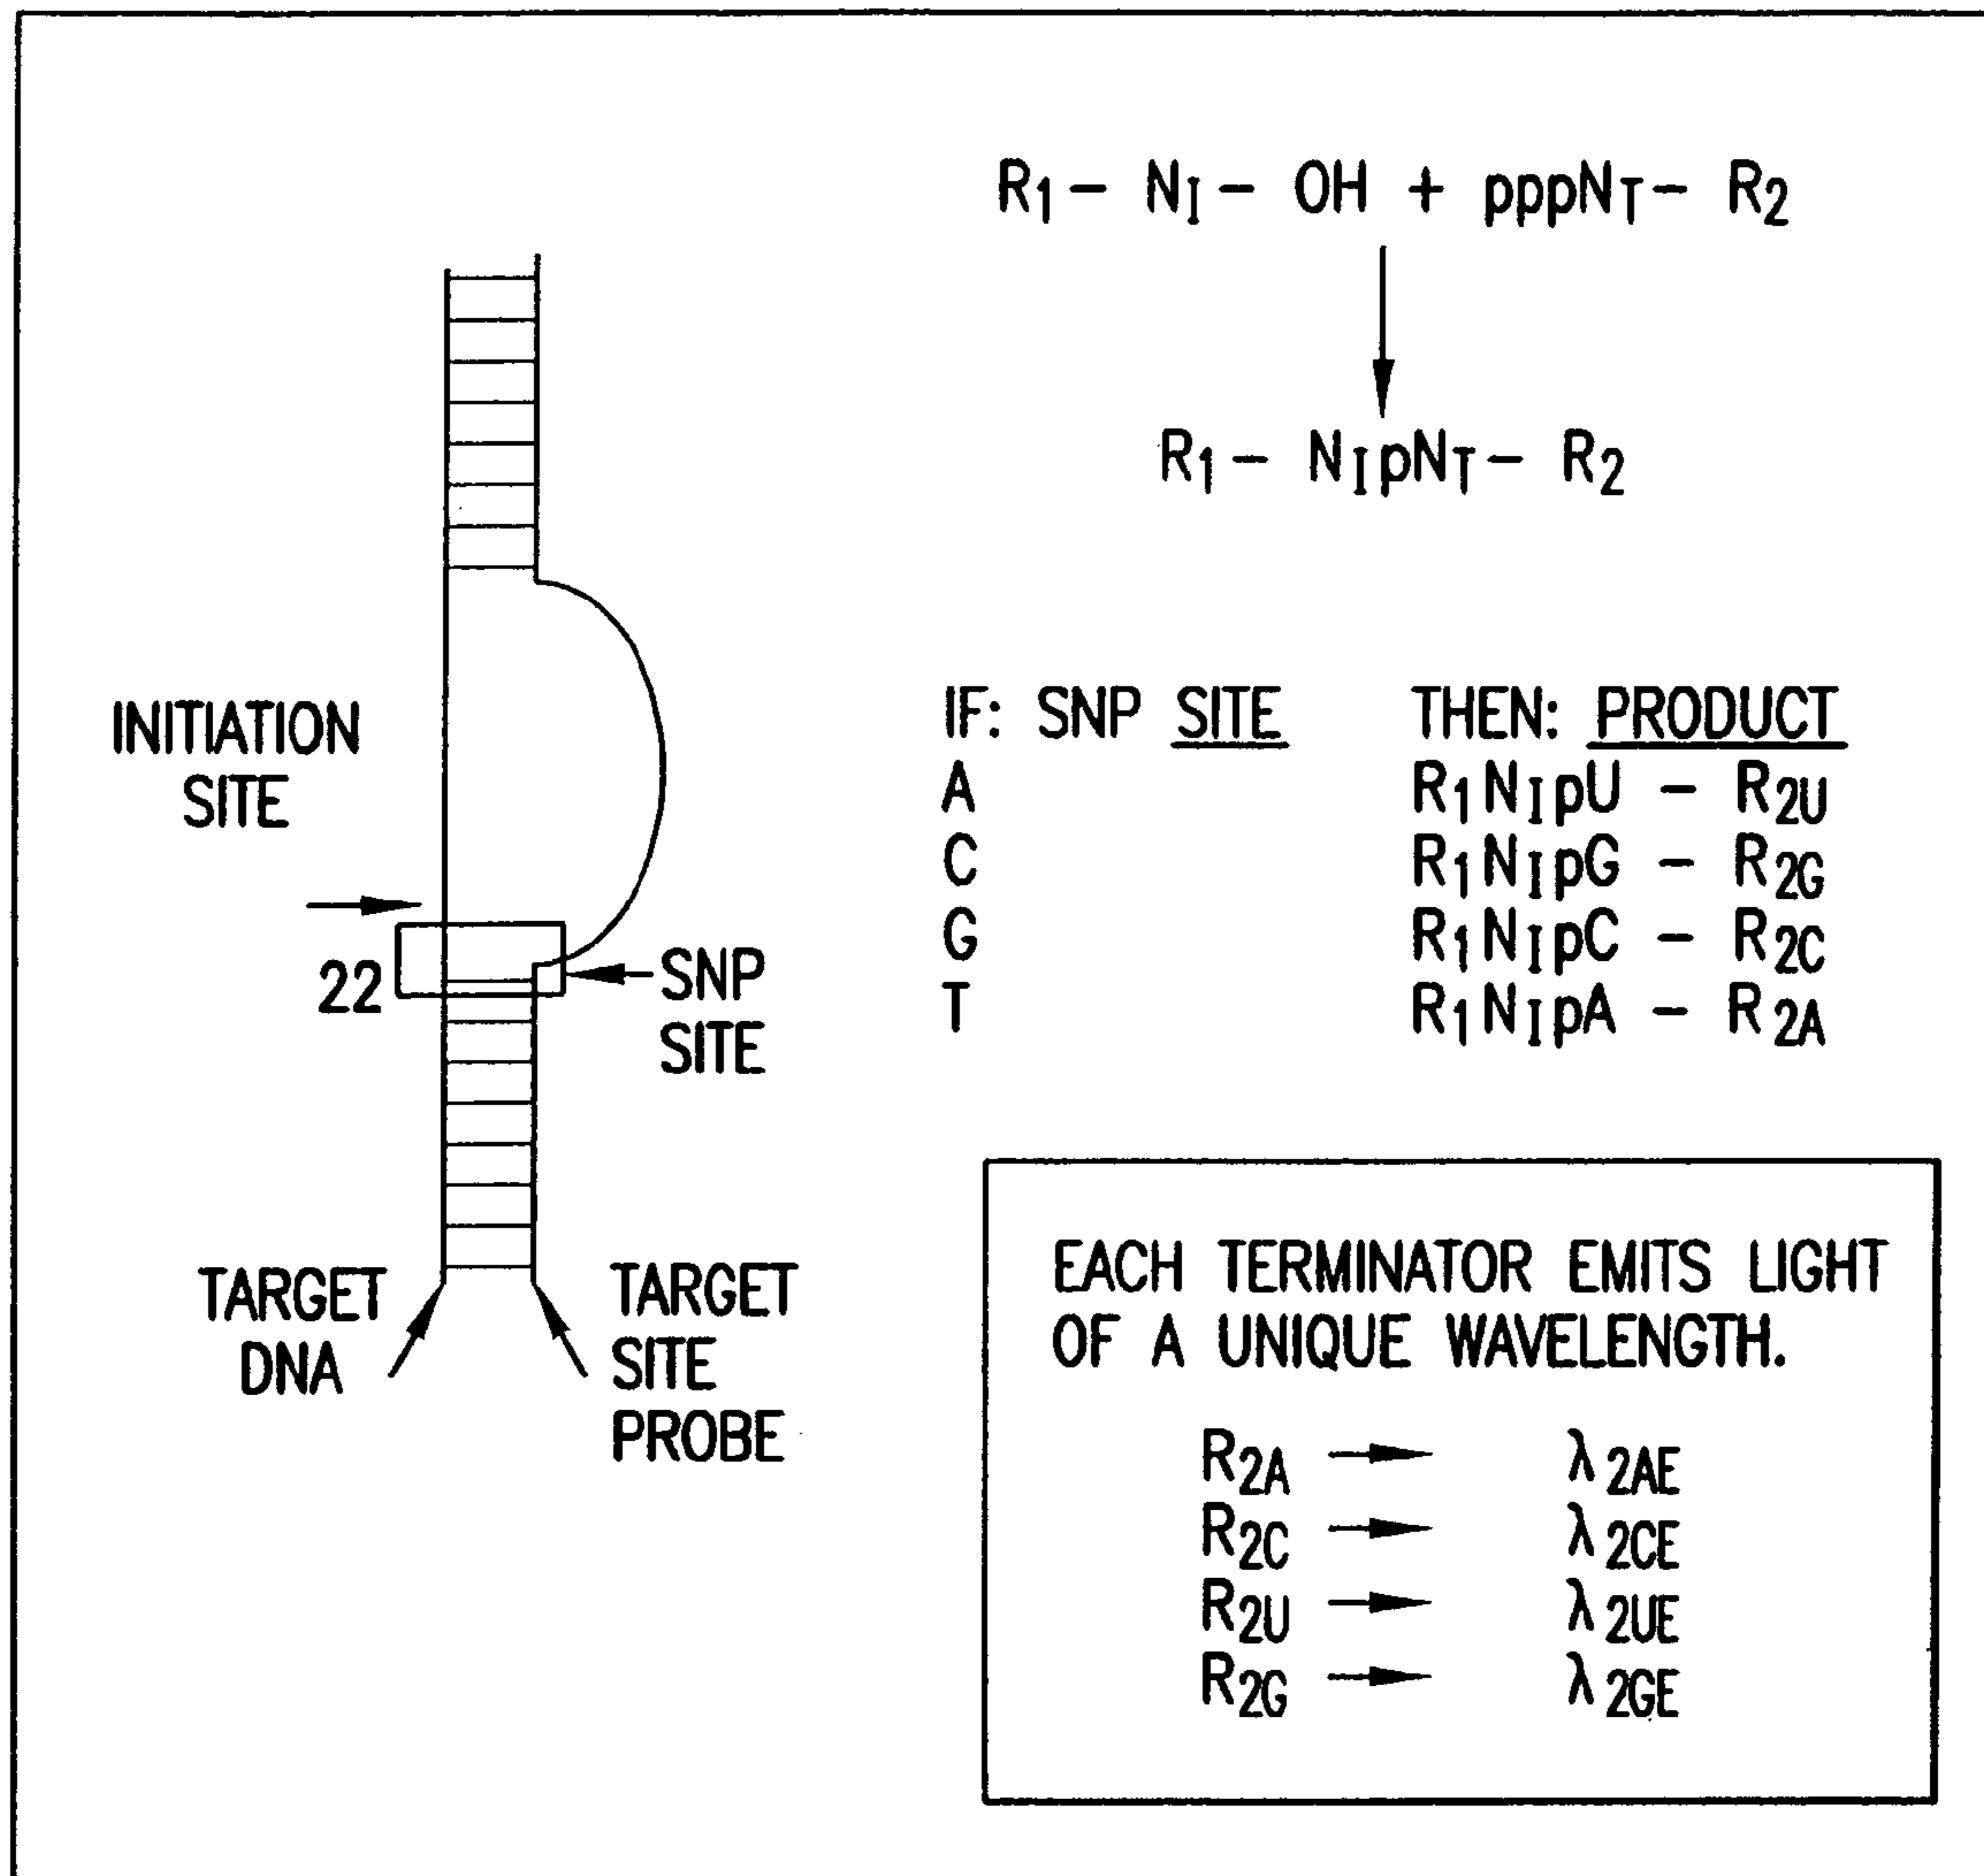 R1 – NI – OH + pppNT – R2
R1 – NIpNT – R2
INITIATION
SITE
22
SNP
SITE
TARGET
DNA
TARGET
SITE
PROBE
IF: SNP SITE THEN: PRODUCT
A R1NIpU – R2U
C R1NIpG – R2G
G R1NIpC – R2C
T R1NIpA – R2A
EACH TERMINATOR EMITS LIGHT
OF A UNIQUE WAVELENGTH.
R2A → λ2AE
R2C → λ2CE
R2U → λ2UE
R2G → λ2GE